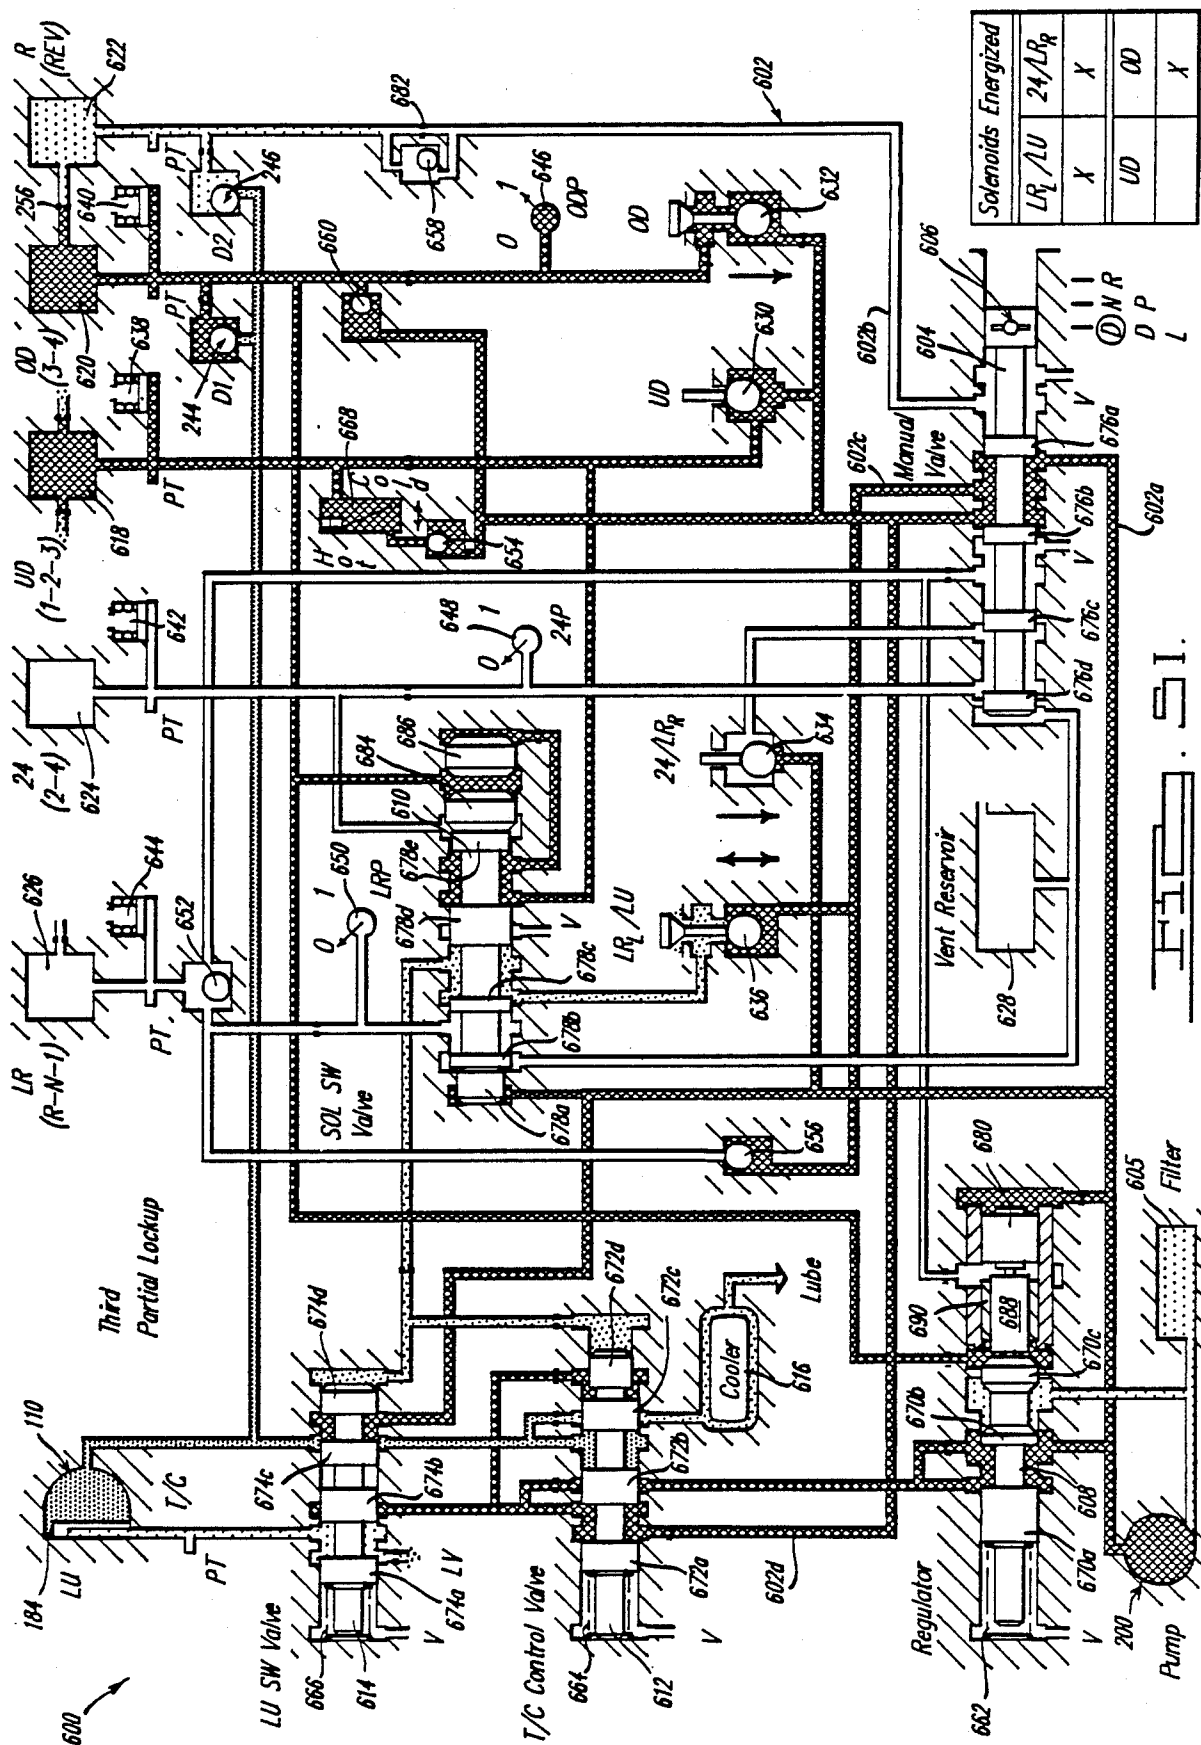 600
184
LU
110
T/C
PT
Third
Partial Lockup
LR
(R-N-1)
626
644
PT
652
24
(2-4)
624
642
PT
UD
(1-2-3)
618
OD
(3-4)
638
PT
620
256
640
PT
R
(REV)
622
PT
244
D1
D2
246
LU SW Valve
666
614
674a
674b
674c
674d
LV
V
SOL SW
Valve
650
0
1
LRP
610
684
686
678a
678b
678c
678d
678e
V
Hot
Cold
668
654
660
658
682
648
0
1
24P
646
0
1
ODP
T/C Control Valve
664
612
672a
672b
672c
672d
V
Cooler
616
Lube
656
636
LRL/LU
24/LRR
634
UD
630
OD
632
602
602d
602c
602b
Regulator
662
670a
608
670b
670c
688
690
680
V
Vent Reservoir
628
Manual
Valve
676d
676c
676b
676a
V
V
604
606
D N R
D P
L
602a
200
Pump
605
Filter
Solenoids Energized
LRL/LU 24/LRR
X X
UD OD
X
Fig. 51.